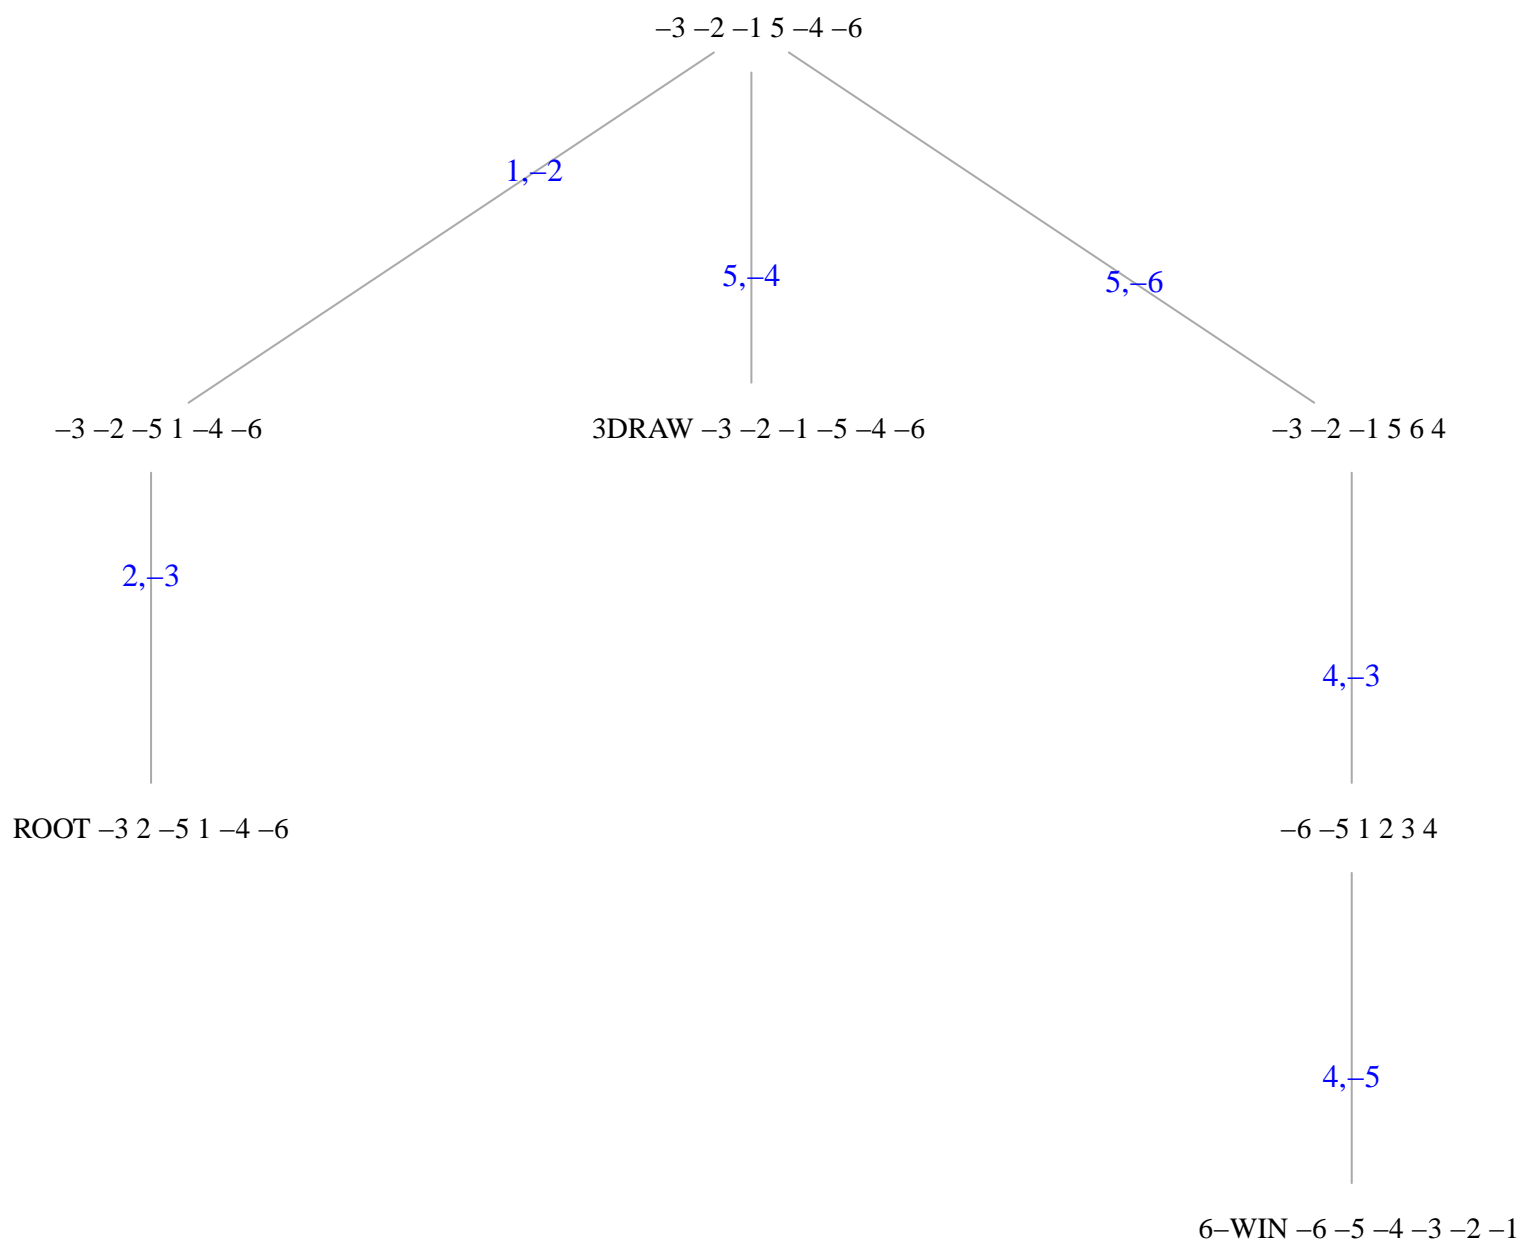 –3 –2 –1 5 –4 –6
1,–2
5,–4
5,–6
–3 –2 –5 1 –4 –6
3DRAW –3 –2 –1 –5 –4 –6
–3 –2 –1 5 6 4
2,–3
4,–3
ROOT –3 2 –5 1 –4 –6
–6 –5 1 2 3 4
4,–5
6–WIN –6 –5 –4 –3 –2 –1